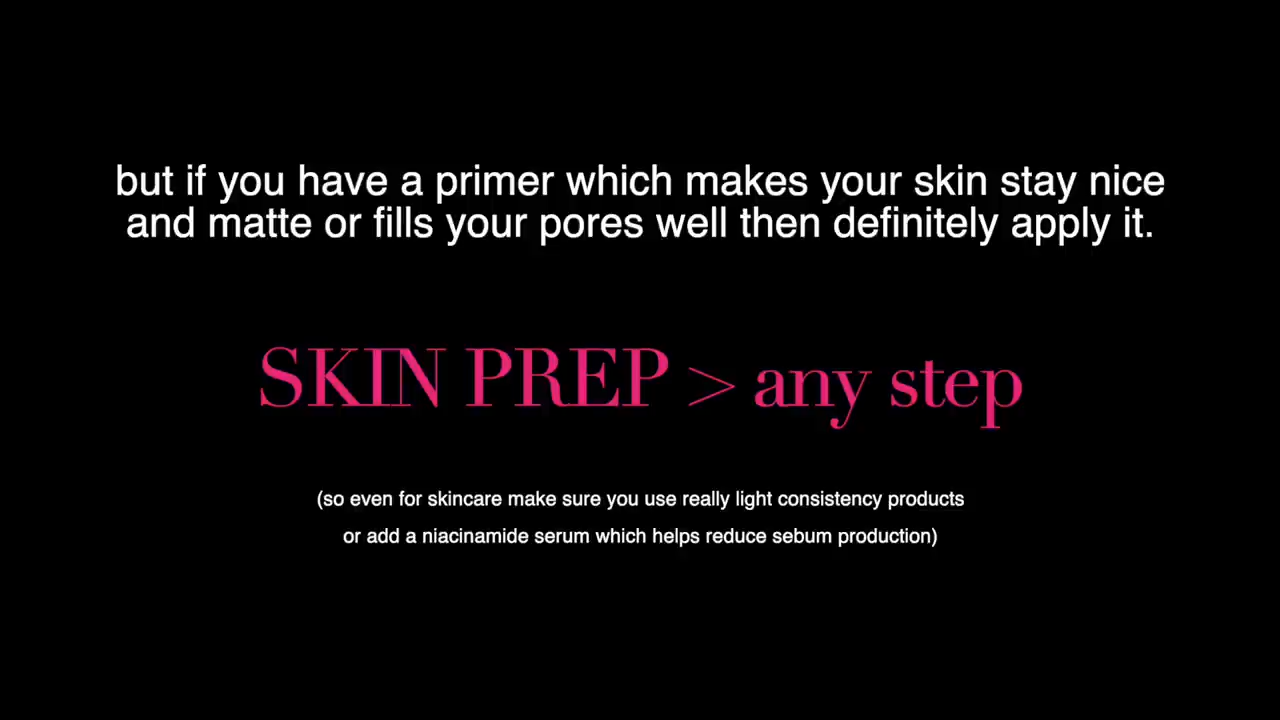 but if you have a primer which makes your skin stay nice
and matte or fills your pores well then definitely apply it.
SKIN PREP > any step
(so even for skincare make sure you use really light consistency products
or add a niacinamide serum which helps reduce sebum production)